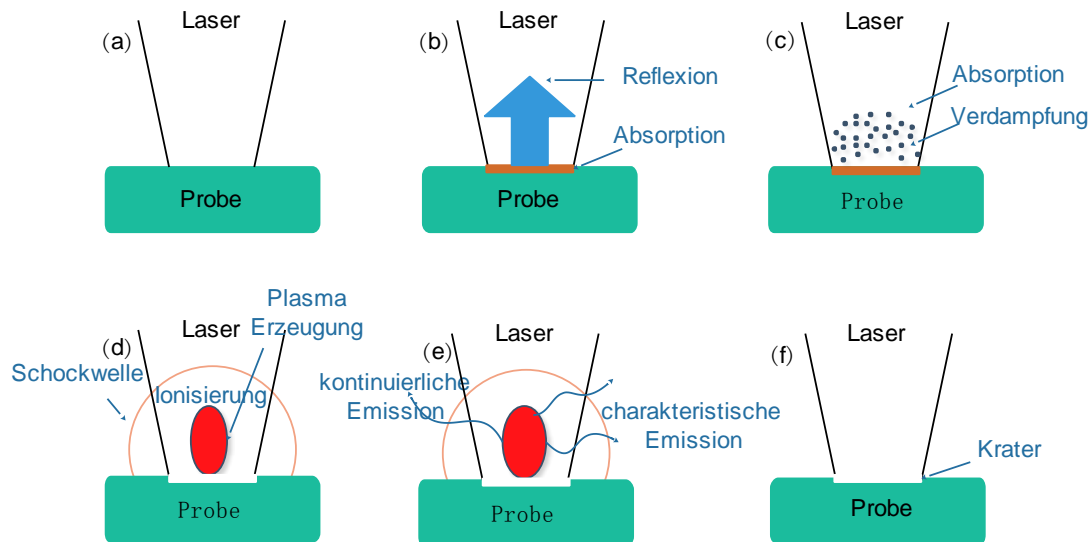 (a)
Laser
Probe
(b)
Laser
Reflexion
Absorption
Probe
(c)
Laser
Absorption
Verdampfung
Probe
(d)
Laser
Plasma
Erzeugung
Schockwelle
Ionisierung
Probe
(e)
Laser
kontinuierliche
Emission
charakteristische
Emission
Probe
(f)
Laser
Krater
Probe